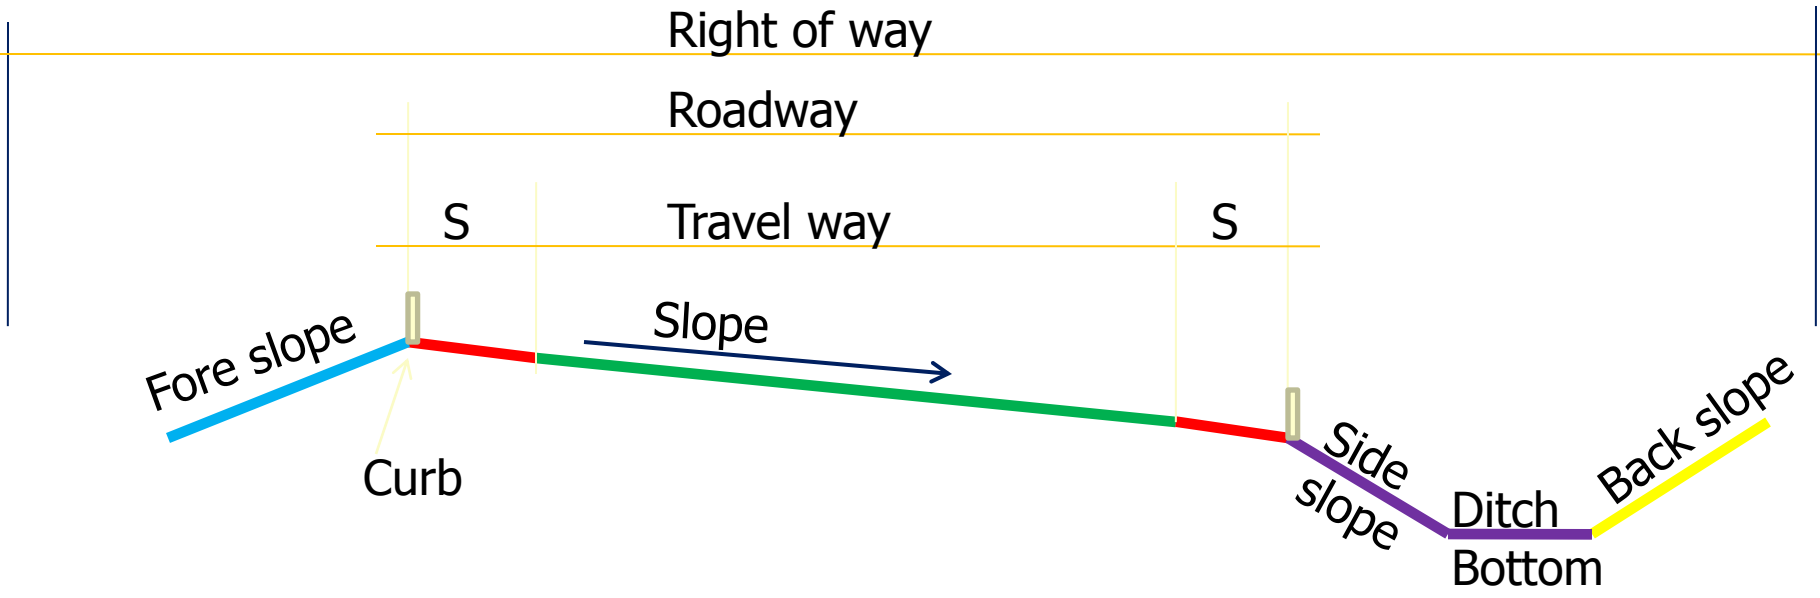 Right of way
Roadway
S
Travel way
S
Slope
Fore slope
Curb
Side
slope
Ditch
Bottom
Back slope